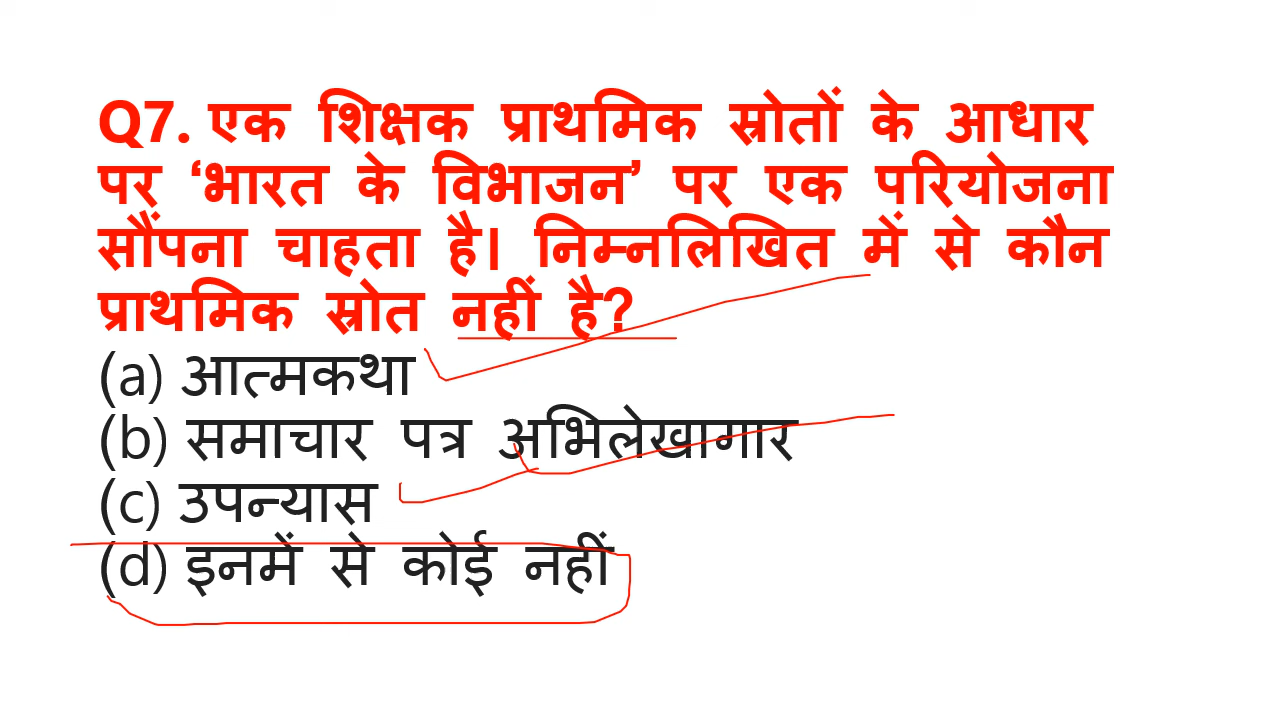 Q7. एक शिक्षक प्राथमिक स्रोतों के आधार
पर ‘भारत के विभाजन’ पर एक परियोजना
सौंपना चाहता है। निम्नलिखित में से कौन
प्राथमिक स्रोत नहीं है?
(a) आत्मकथा
(b) समाचार पत्र अभिलेखागार
(c) उपन्यास
(d) इनमें से कोई नहीं